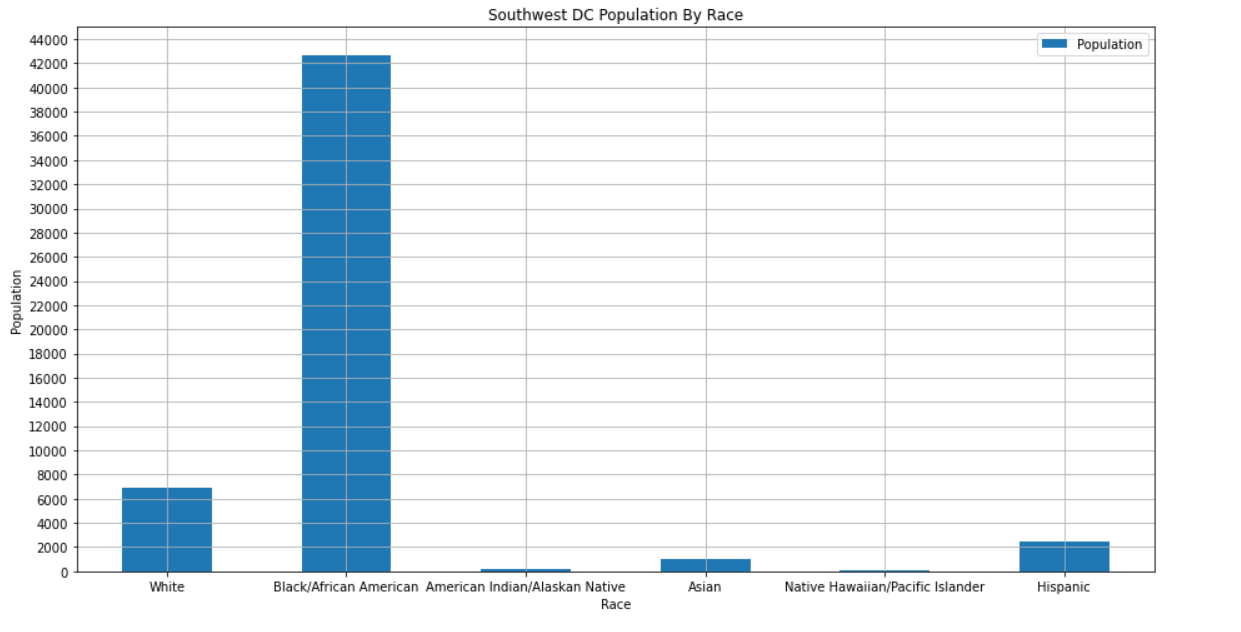 Southwest DC Population By Race
Population
44000
42000
40000
38000
36000
34000
32000
30000
28000
26000
24000
22000
20000
18000
16000
14000
12000
10000
8000
6000
4000
2000
0
Population
White
Black/African American
American Indian/Alaskan Native
Asian
Native Hawaiian/Pacific Islander
Hispanic
Race